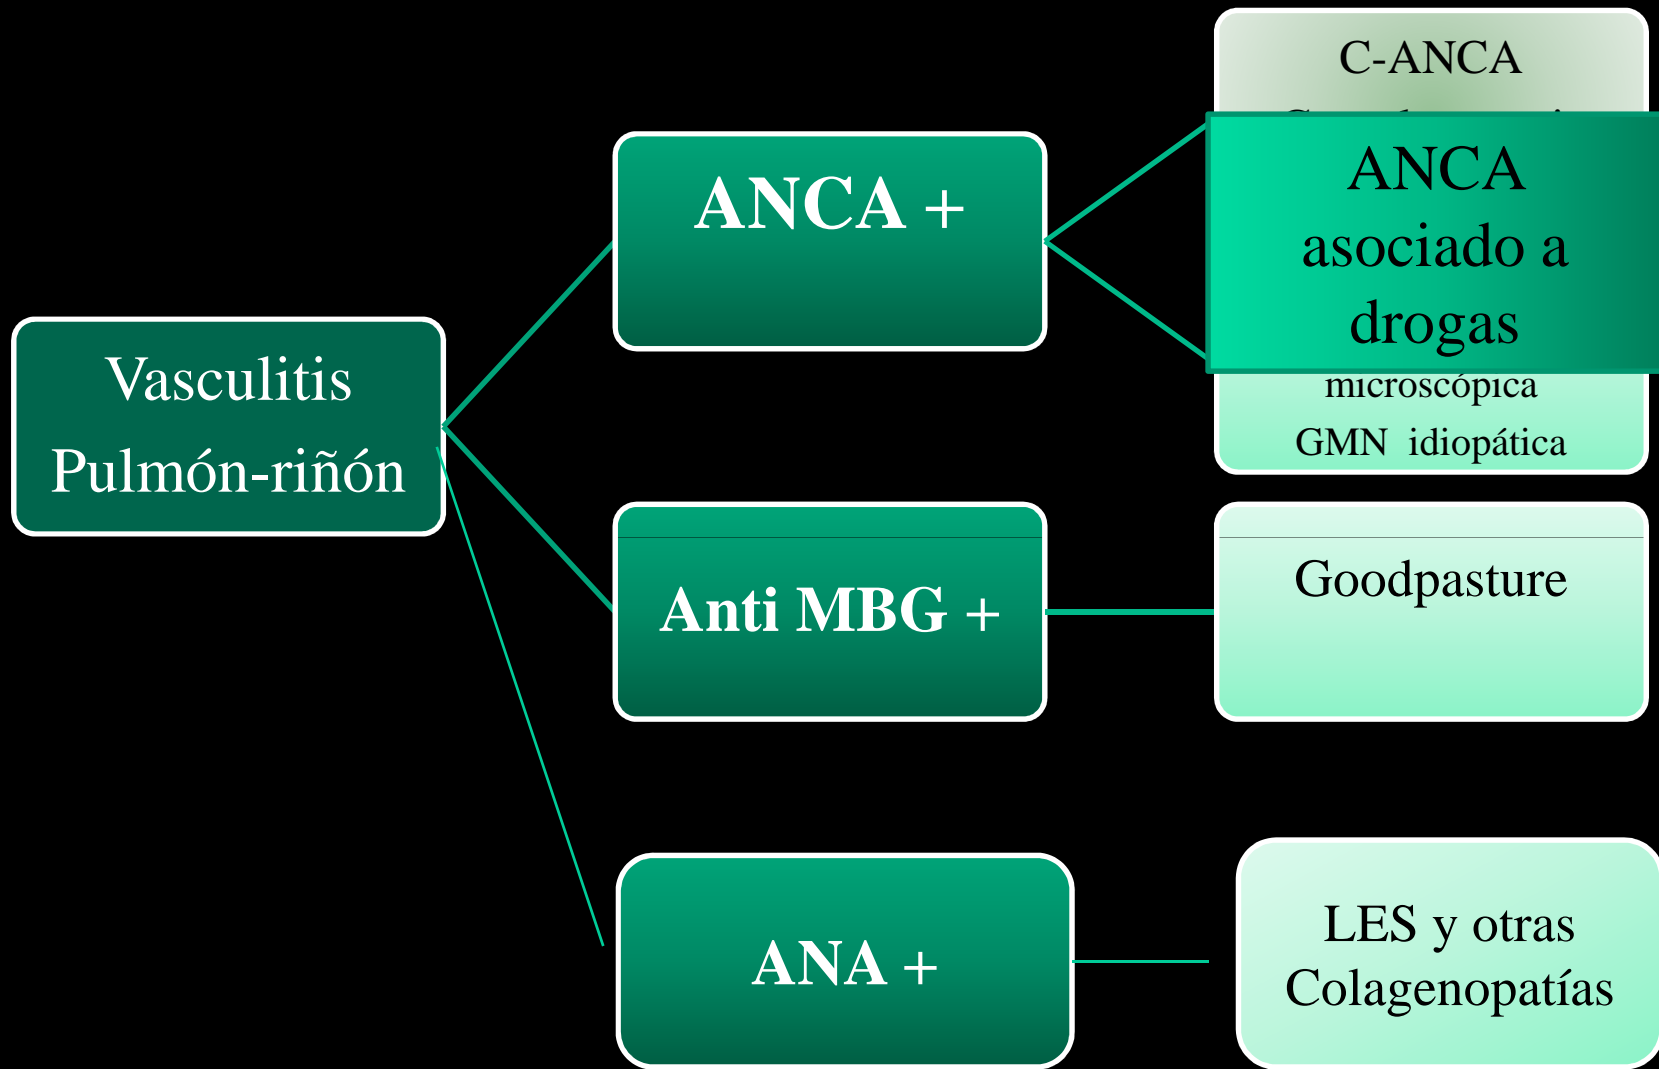 Vasculitis
Pulmón-riñón
ANCA +
Anti MBG +
ANA +
C-ANCA
ANCA
asociado a
drogas
microscópica
GMN idiopática
Goodpasture
LES y otras
Colagenopatías